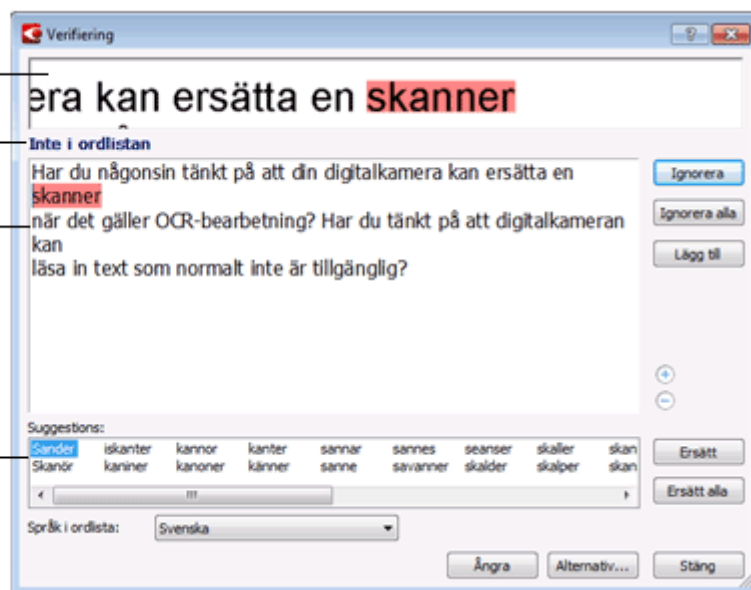 Verifiering
era kan ersätta en skanner
Inte i ordlistan
Har du någonsin tänkt på att din digitalkamera kan ersätta en
skanner
när det gäller OCR-bearbetning? Har du tänkt på att digitalkameran
kan
läsa in text som normalt inte är tillgänglig?
Ignorera
Ignorera alla
Lägg till
Suggestions:
Sander iskanter kannor kanter sannar sannes seanser skaller skan
Skanör kaniner kanoner känner sanne savanner skalder skalper skan
Ersätt
Ersätt alla
Språk i ordlista: Svenska
Ångra Alternativ... Stäng